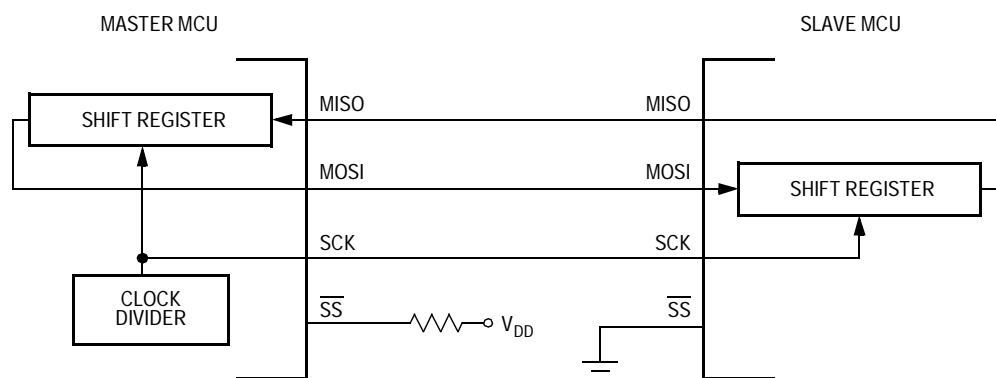 MASTER MCU
SLAVE MCU
SHIFT REGISTER
MISO
MISO
MOSI
MOSI
SHIFT REGISTER
SCK
SCK
CLOCK
DIVIDER
SS
VDD
SS